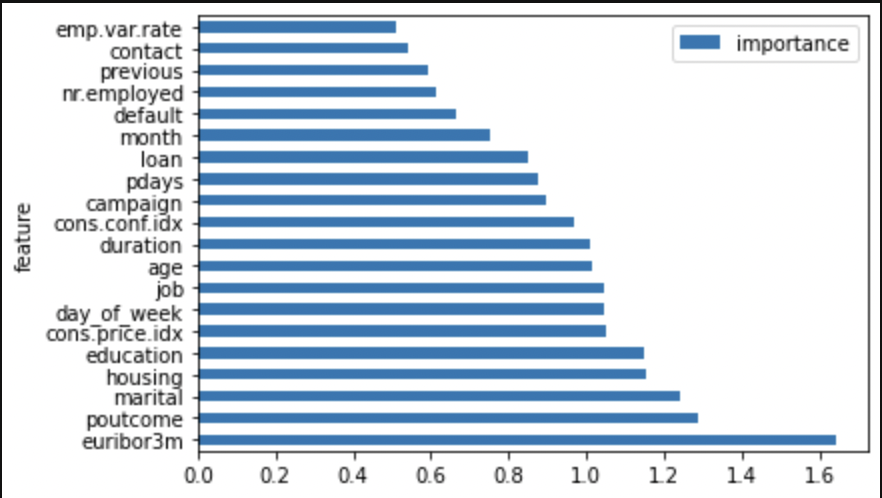 importance
feature
emp.var.rate
contact
previous
nr.employed
default
month
loan
pdays
campaign
cons.conf.idx
duration
age
job
day_of_week
cons.price.idx
education
housing
marital
poutcome
euribor3m
0.0 0.2 0.4 0.6 0.8 1.0 1.2 1.4 1.6